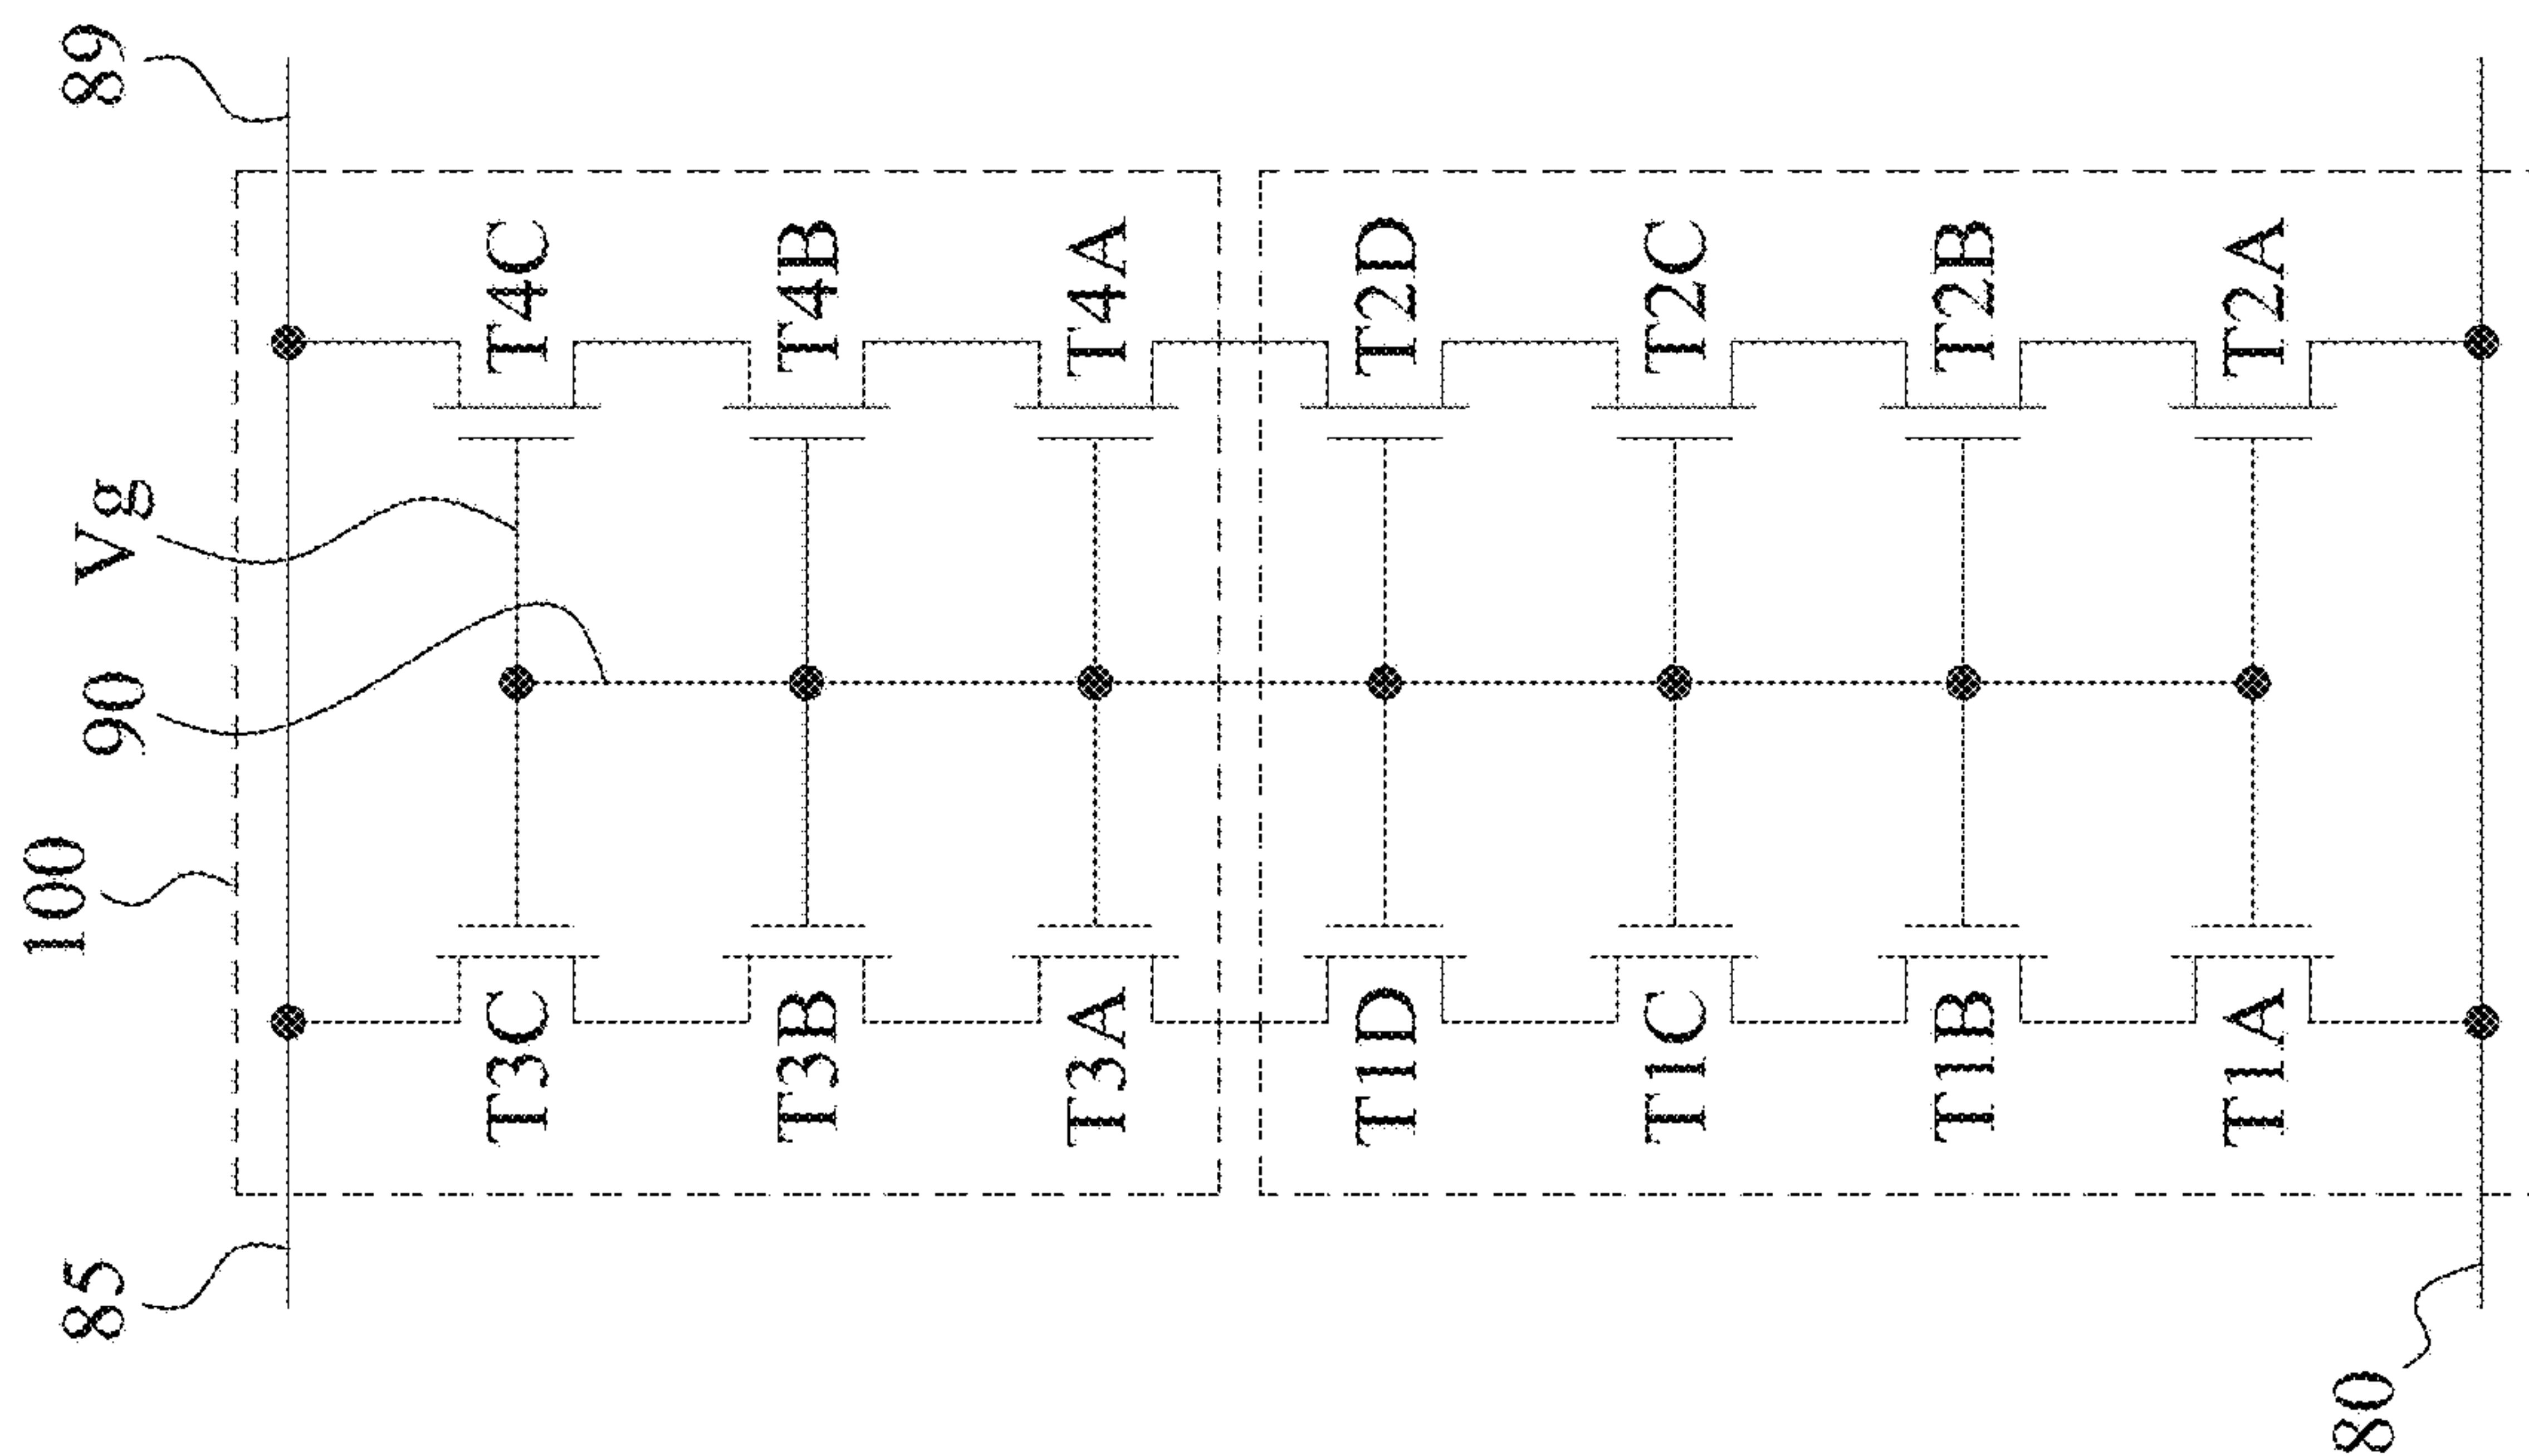 89
Vg
90
100
85
80
T4C
T4B
T4A
T2D
T2C
T2B
T2A
T3C
T3B
T3A
T1D
T1C
T1B
T1A